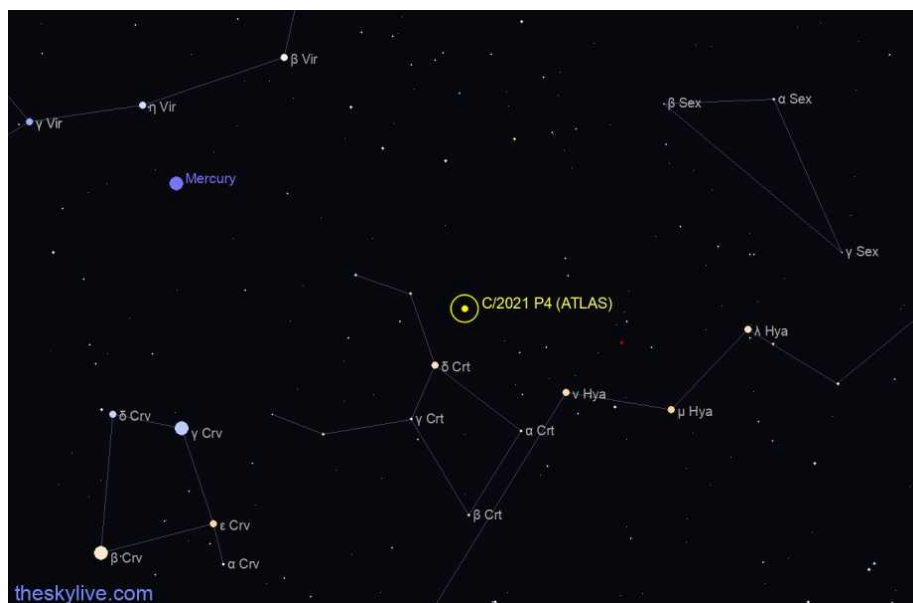 β Vir
η Vir
γ Vir
β Sex
α Sex
Mercury
γ Sex
C/2021 P4 (ATLAS)
λ Hya
δ Crt
ν Hya
μ Hya
δ Crv
γ Crv
γ Crt
α Crt
β Crt
ε Crv
β Crv
α Crv
theskylive.com